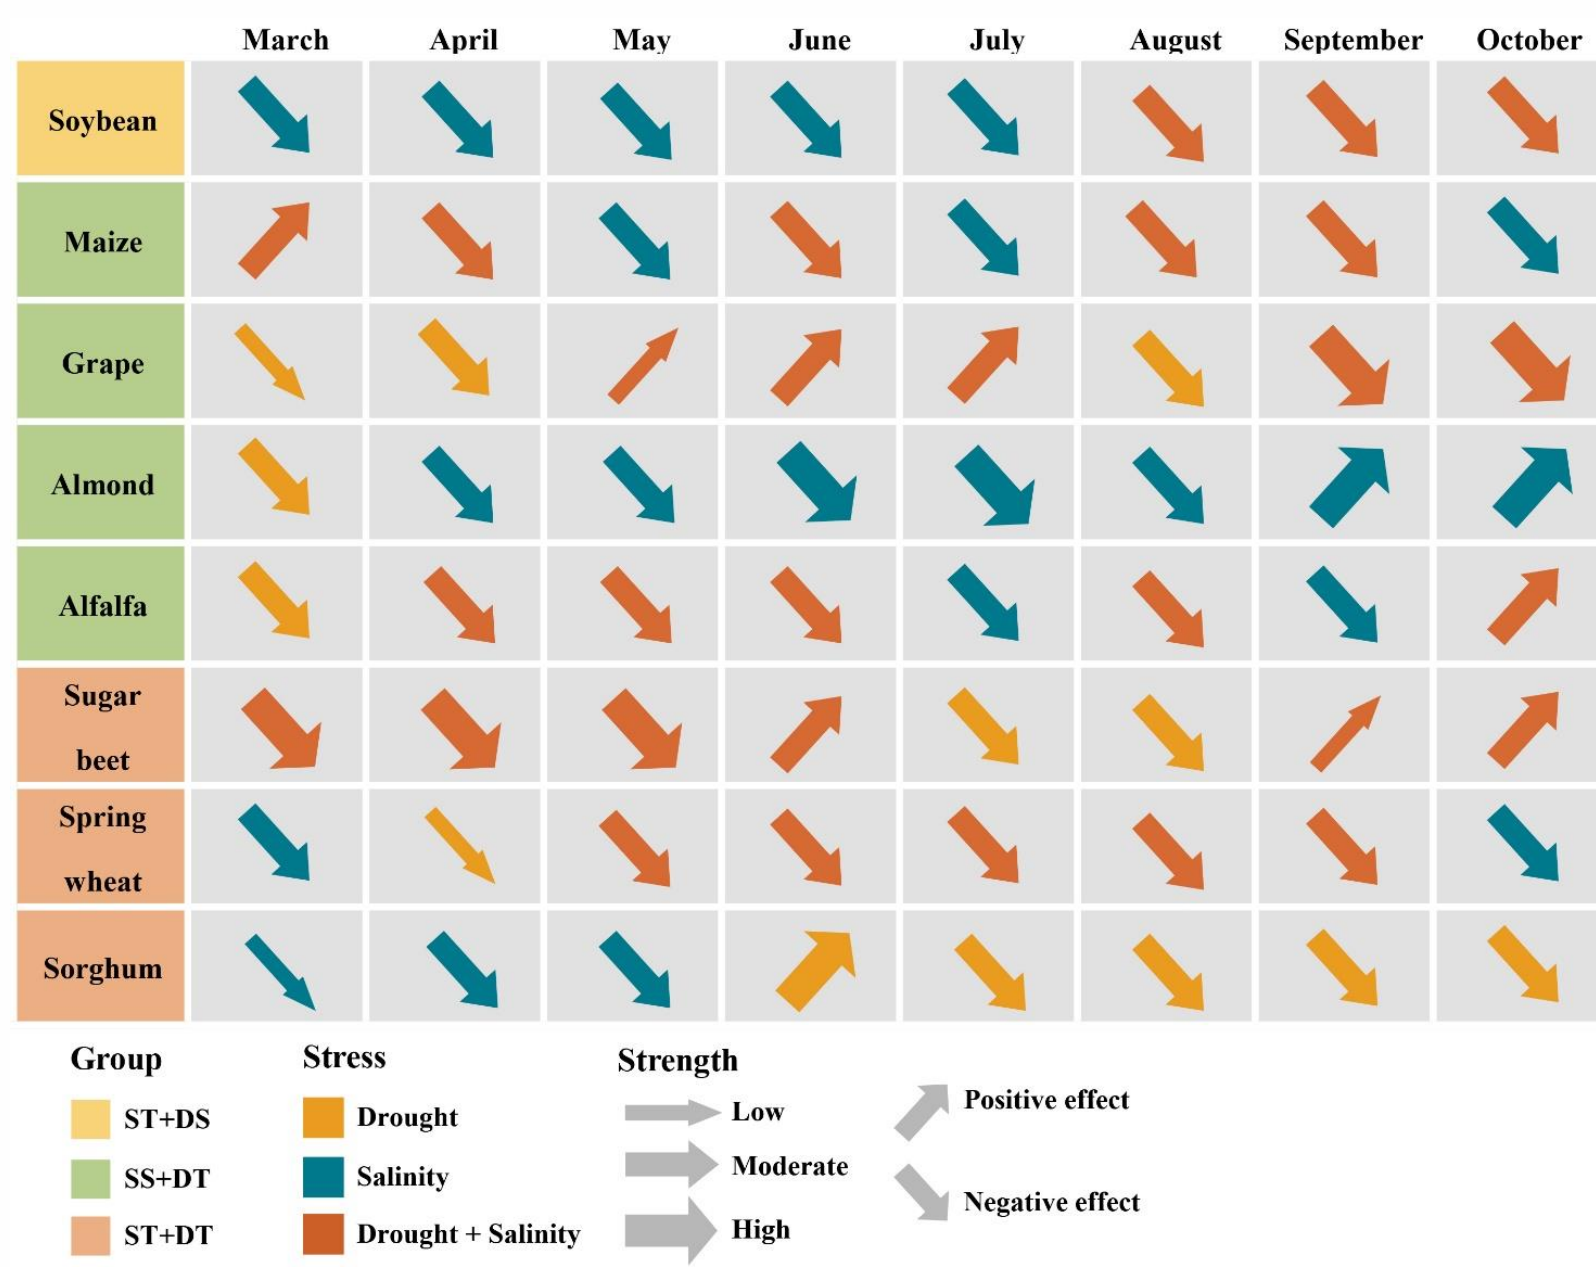 March April May June July August September October
Soybean
Maize
Grape
Almond
Alfalfa
Sugar
beet
Spring
wheat
Sorghum
Group
ST+DS
SS+DT
ST+DT
Stress
Drought
Salinity
Drought + Salinity
Strength
Low
Moderate
High
Positive effect
Negative effect